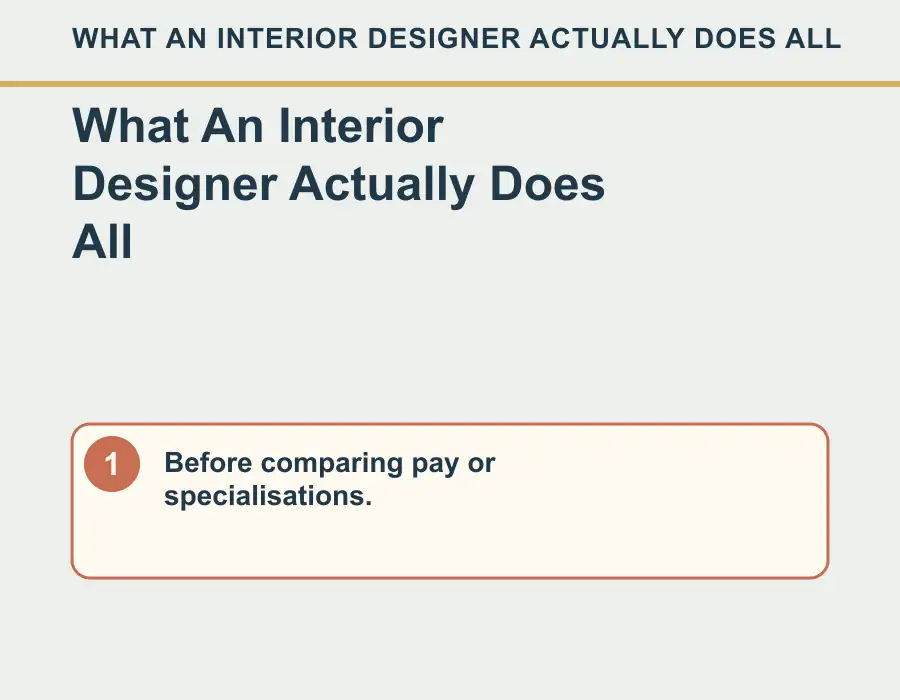 WHAT AN INTERIOR DESIGNER ACTUALLY DOES ALL
What An Interior
Designer Actually Does
All
1
Before comparing pay or
specialisations.